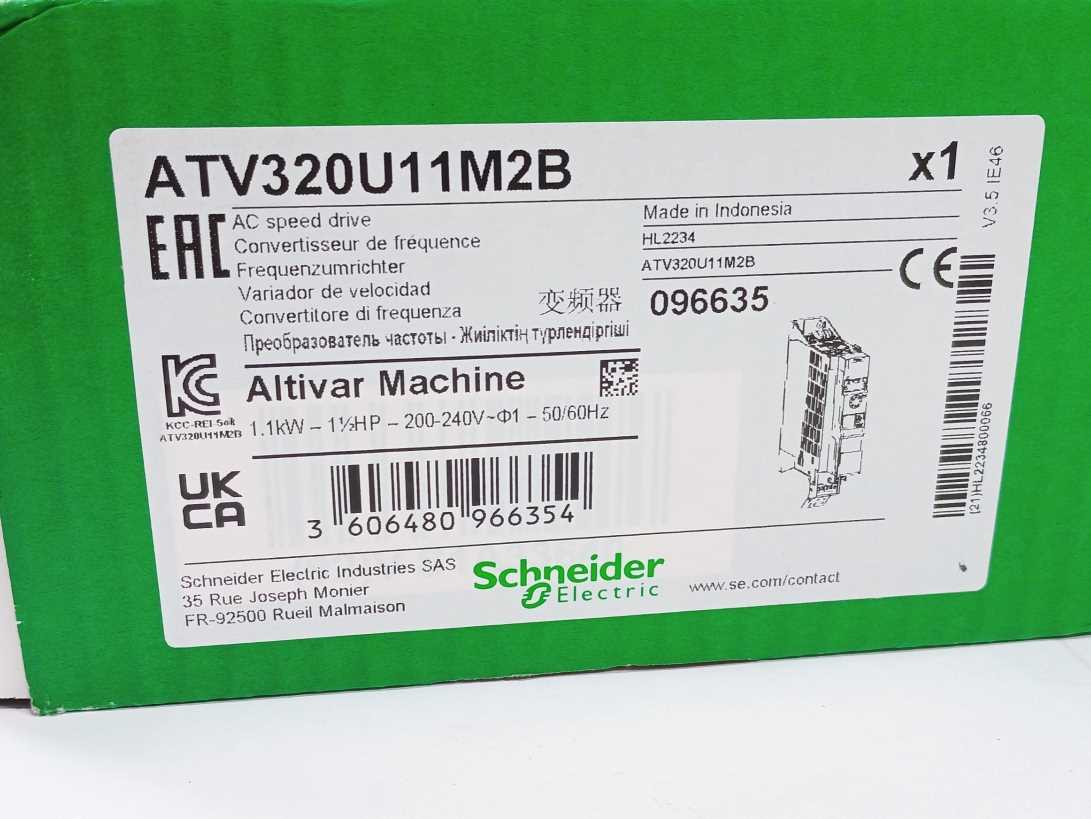 ATV320U11M2B
x1
V3.5 IE46
EAC
AC speed drive
Convertisseur de fréquence
Frequenzumrichter
Variador de velocidad
Convertitore di frequenza
变频器
Преобразователь частоты - Жиіліктің түрлендіргіші
Made in Indonesia
HL2234
ATV320U11M2B
CE
096635
KC
KCC-REI-Sok
ATV320U11M2B
Altivar Machine
1.1kW – 1½HP – 200-240V~Φ1 – 50/60Hz
UK
CA
3 606480 966354
(21)HL2234800066
Schneider Electric Industries SAS
35 Rue Joseph Monier
FR-92500 Rueil Malmaison
Schneider
Electric
www.se.com/contact